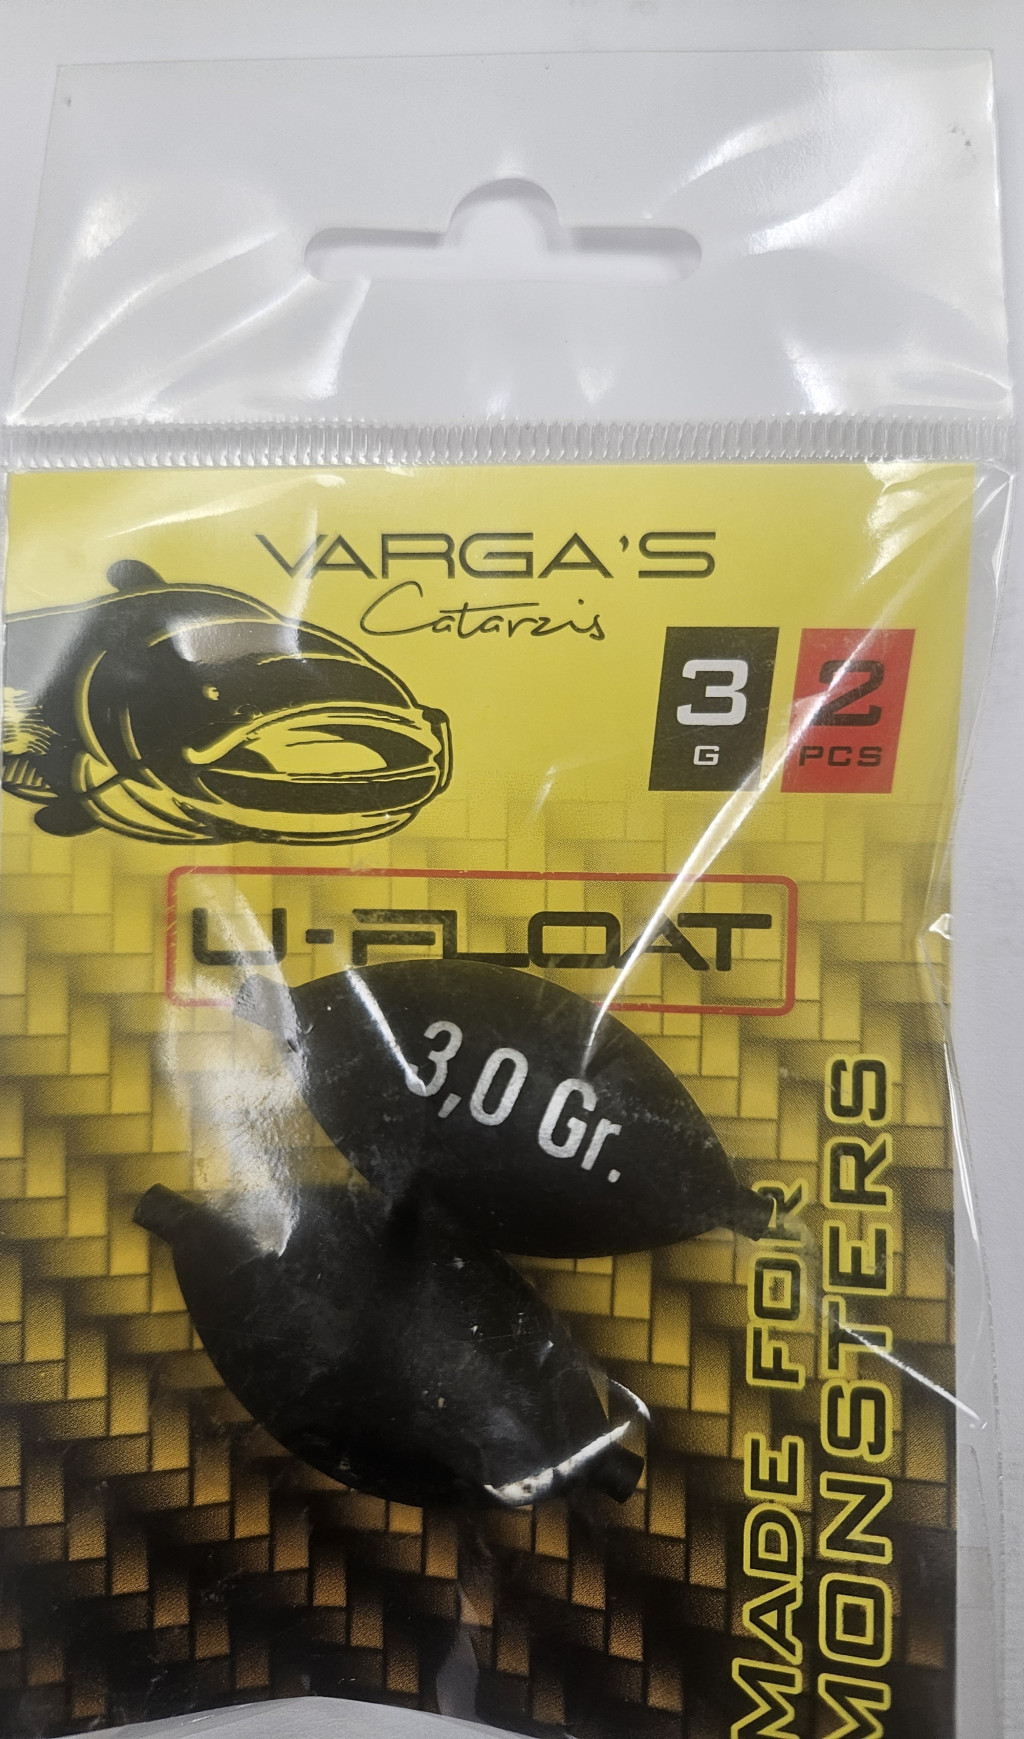 VARGA'S
Catarzis
3
G
2
PCS
U-FLOAT
3,0 Gr.
MADE FOR
MONSTERS